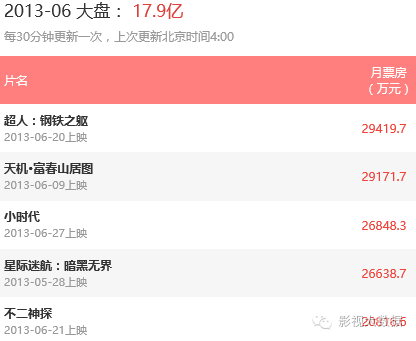 2013-06 大盘： 17.9亿
每30分钟更新一次，上次更新北京时间4:00
片名
月票房
（万元）
超人：钢铁之躯
2013-06-20上映
29419.7
天机•富春山居图
2013-06-09上映
29171.7
小时代
2013-06-27上映
26848.3
星际迷航：暗黑无界
2013-05-28上映
26638.7
不二神探
2013-06-21上映
影视大数据